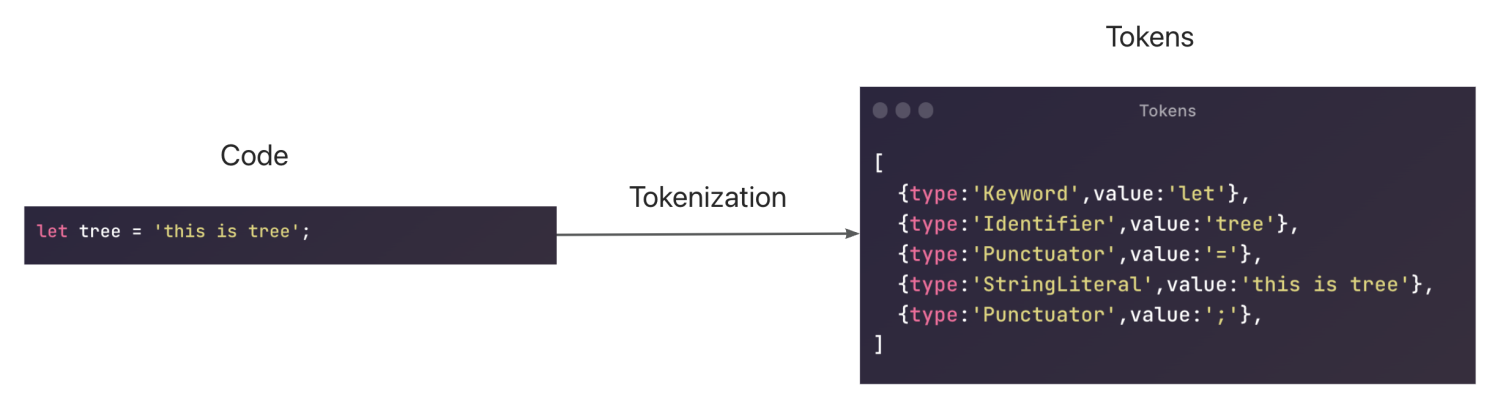 Tokens
Code
let tree = 'this is tree';
Tokenization
Tokens
[
  {type:'Keyword',value:'let'},
  {type:'Identifier',value:'tree'},
  {type:'Punctuator',value:'='},
  {type:'StringLiteral',value:'this is tree'},
  {type:'Punctuator',value:';'},
]